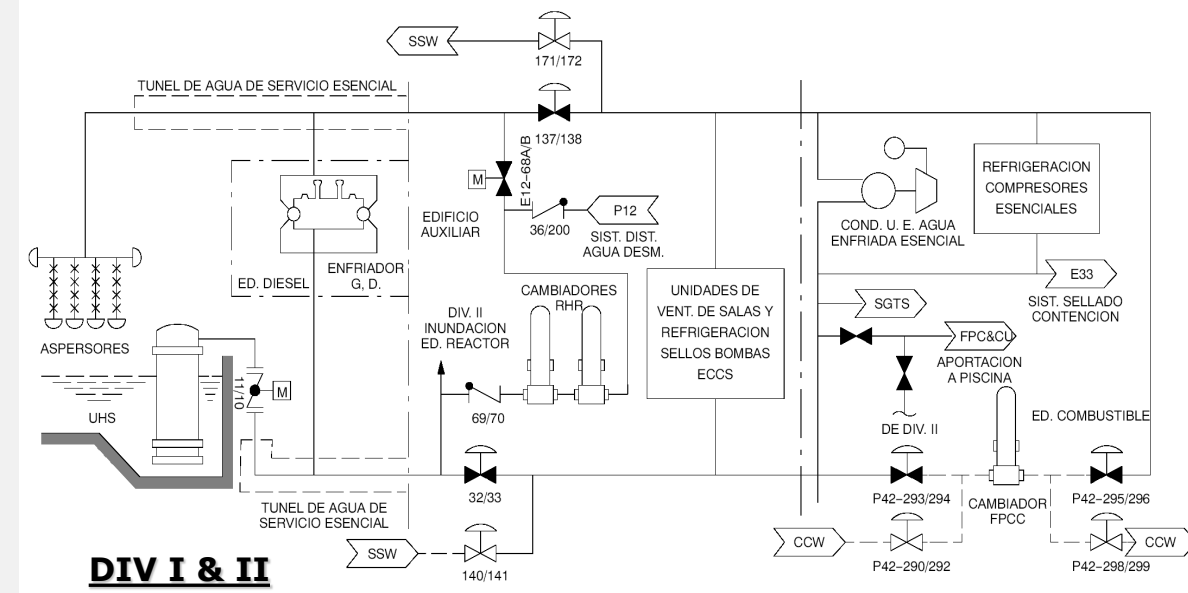 SSW
171/172
TUNEL DE AGUA DE SERVICIO ESENCIAL
137/138
E12-68A/B
M
P12
36/200
SIST. DIST.
AGUA DESM.
EDIFICIO
AUXILIAR
REFRIGERACION
COMPRESORES
ESENCIALES
COND. U. E. AGUA
ENFRIADA ESENCIAL
ENFRIADOR
G, D.
ED. DIESEL
CAMBIADORES
RHR
UNIDADES DE
VENT. DE SALAS Y
REFRIGERACION
SELLOS BOMBAS
ECCS
E33
SIST. SELLADO
CONTENCION
SGTS
DIV. II
INUNDACION
ED. REACTOR
FPC&CU
APORTACION
A PISCINA
ASPERSORES
11/10
M
UHS
69/70
DE DIV. II
ED. COMBUSTIBLE
32/33
P42-293/294
CAMBIADOR
FPCC
P42-295/296
TUNEL DE AGUA DE
SERVICIO ESENCIAL
SSW
140/141
CCW
P42-290/292
CCW
P42-298/299
DIV I & II